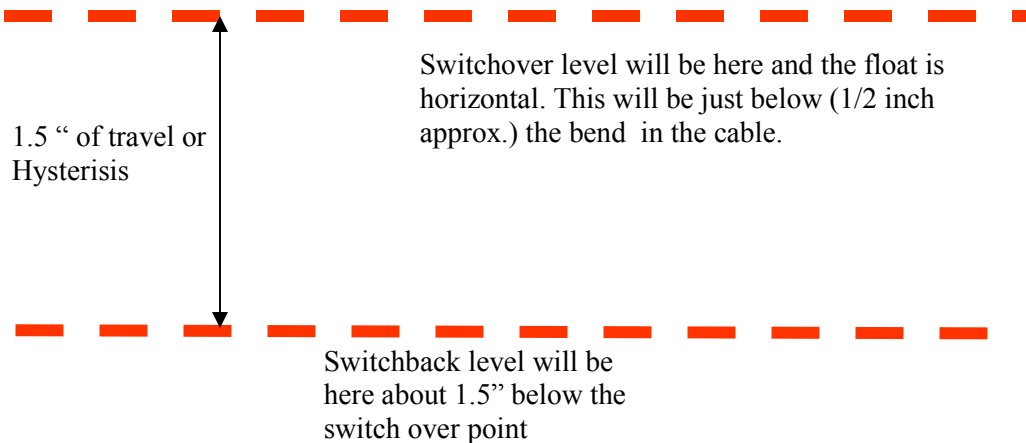 Switchover level will be here and the float is
horizontal. This will be just below (1/2 inch
approx.) the bend  in the cable.
1.5 “ of travel or
Hysterisis
Switchback level will be
here about 1.5” below the
switch over point